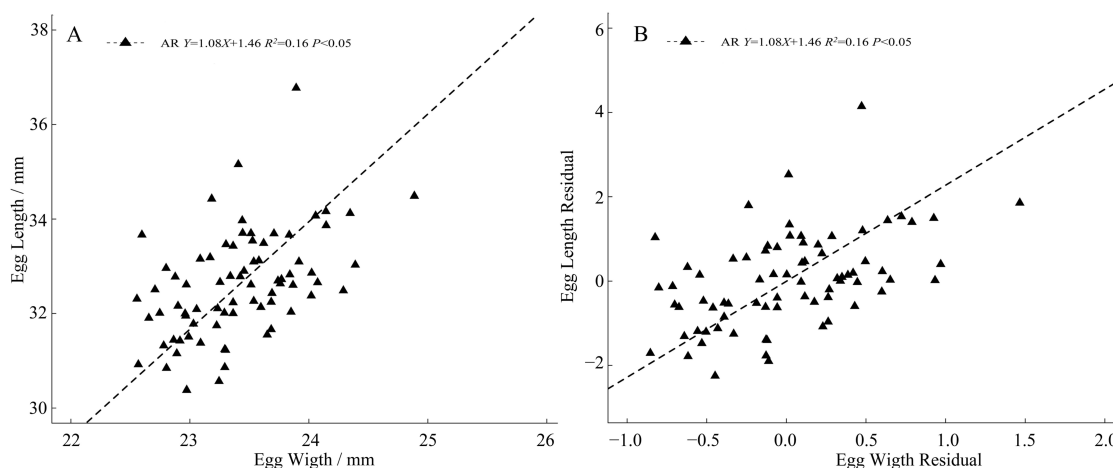 A
AR Y=1.08X+1.46 R²=0.16 P<0.05
38
36
34
32
30
Egg Length / mm
22
23
24
25
26
Egg Wigth / mm
B
AR Y=1.08X+1.46 R²=0.16 P<0.05
6
4
2
0
−2
Egg Length Residual
−1.0
−0.5
0.0
0.5
1.0
1.5
2.0
Egg Wigth Residual